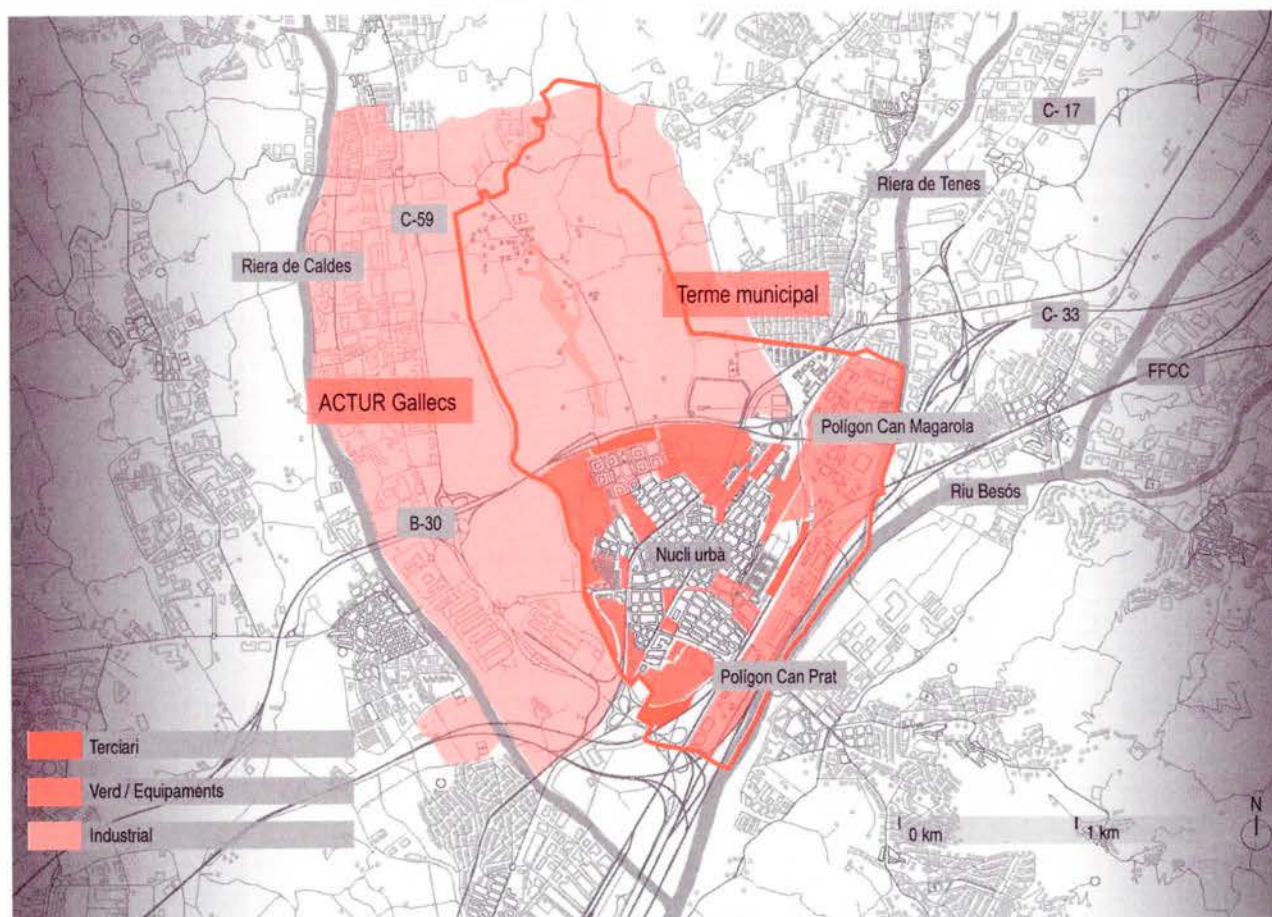 C- 17
Riera de Tenes
C-59
Riera de Caldes
Terme municipal
C- 33
FFCC
ACTUR Gallecs
Polígon Can Magarola
Riu Besós
B-30
Nucli urbà
Polígon Can Prat
Terciari
Verd / Equipaments
Industrial
0 km
1 km
N